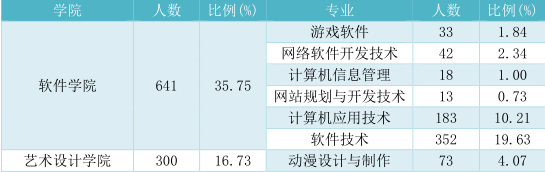 学院 人数 比例(%) 专业 人数 比例(%)
软件学院 641 35.75 游戏软件 33 1.84
网络软件开发技术 42 2.34
计算机信息管理 18 1.00
网站规划与开发技术 13 0.73
计算机应用技术 183 10.21
软件技术 352 19.63
艺术设计学院 300 16.73 动漫设计与制作 73 4.07